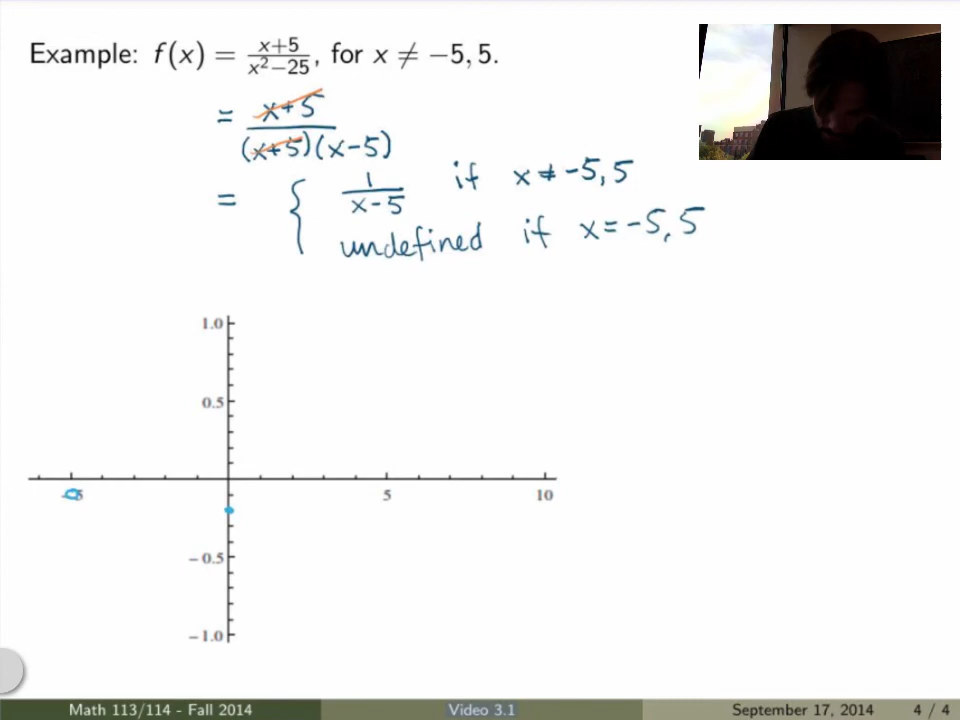 Example: f(x) = x+5/x²−25, for x ≠ −5, 5.
= x+5/(x+5)(x−5)
= { 1/x−5 if x ≠ −5, 5
undefined if x = −5, 5
1.0
0.5
−5 5 10
−0.5
−1.0
Math 113/114 - Fall 2014 Video 3.1 September 17, 2014 4 / 4